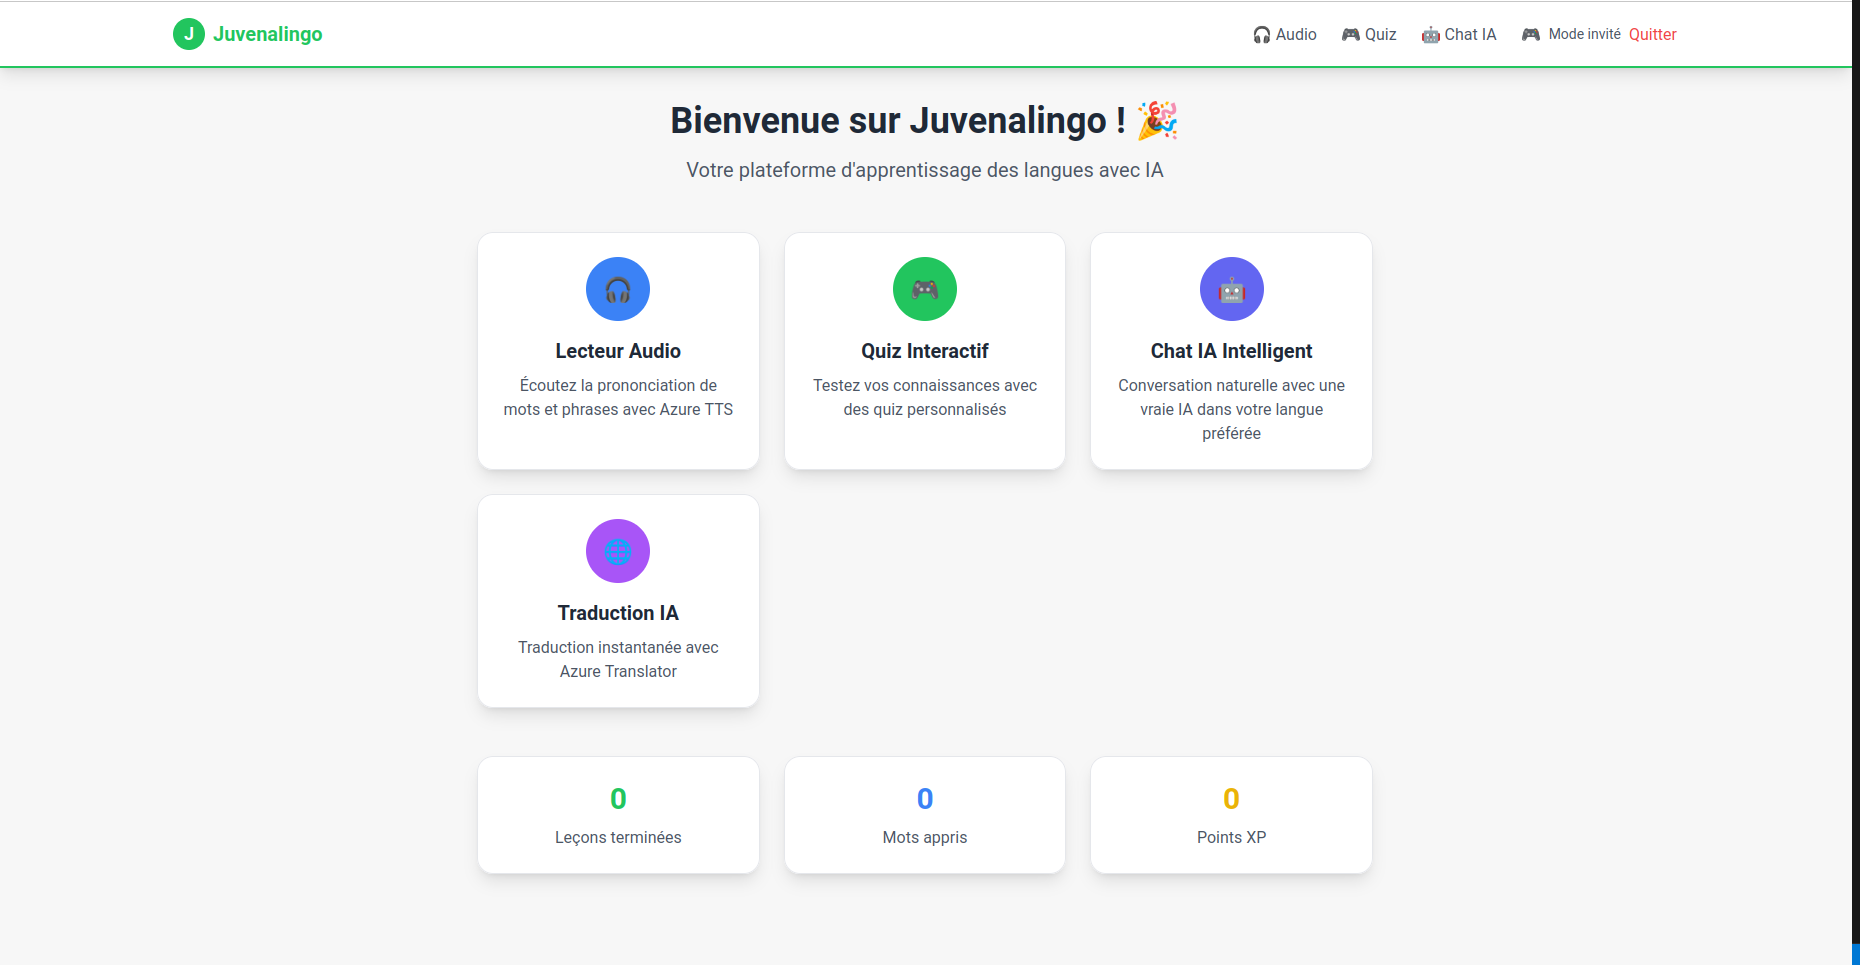 J Juvenalingo
🎧 Audio 🎮 Quiz 🤖 Chat IA 🎮 Mode invité Quitter
Bienvenue sur Juvenalingo ! 🎉
Votre plateforme d'apprentissage des langues avec IA
Lecteur Audio
Écoutez la prononciation de
mots et phrases avec Azure TTS
Quiz Interactif
Testez vos connaissances avec
des quiz personnalisés
Chat IA Intelligent
Conversation naturelle avec une
vraie IA dans votre langue
préférée
Traduction IA
Traduction instantanée avec
Azure Translator
0
Leçons terminées
0
Mots appris
0
Points XP